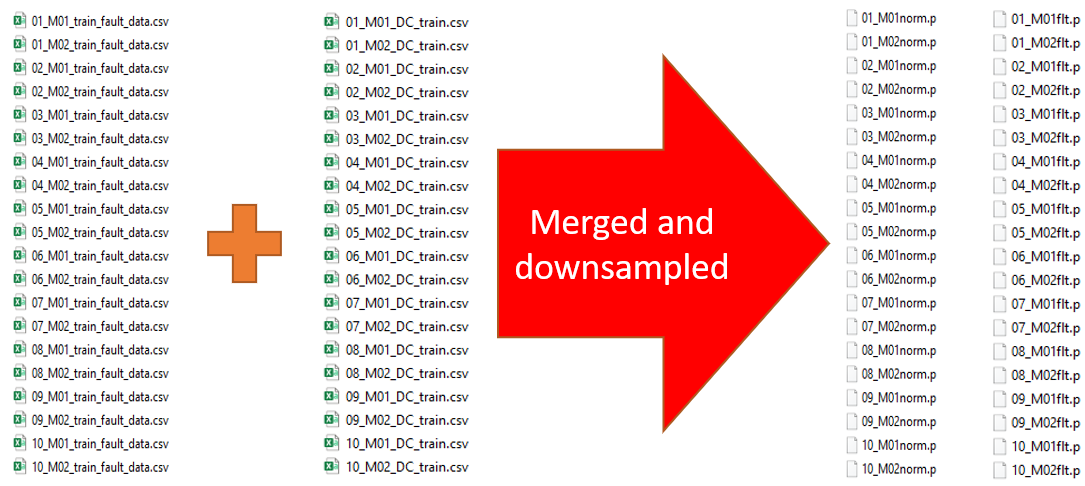 01_M01_train_fault_data.csv
01_M02_train_fault_data.csv
02_M01_train_fault_data.csv
02_M02_train_fault_data.csv
03_M01_train_fault_data.csv
03_M02_train_fault_data.csv
04_M01_train_fault_data.csv
04_M02_train_fault_data.csv
05_M01_train_fault_data.csv
05_M02_train_fault_data.csv
06_M01_train_fault_data.csv
06_M02_train_fault_data.csv
07_M01_train_fault_data.csv
07_M02_train_fault_data.csv
08_M01_train_fault_data.csv
08_M02_train_fault_data.csv
09_M01_train_fault_data.csv
09_M02_train_fault_data.csv
10_M01_train_fault_data.csv
10_M02_train_fault_data.csv
01_M01_DC_train.csv
01_M02_DC_train.csv
02_M01_DC_train.csv
02_M02_DC_train.csv
03_M01_DC_train.csv
03_M02_DC_train.csv
04_M01_DC_train.csv
04_M02_DC_train.csv
05_M01_DC_train.csv
05_M02_DC_train.csv
06_M01_DC_train.csv
06_M02_DC_train.csv
07_M01_DC_train.csv
07_M02_DC_train.csv
08_M01_DC_train.csv
08_M02_DC_train.csv
09_M01_DC_train.csv
09_M02_DC_train.csv
10_M01_DC_train.csv
10_M02_DC_train.csv
Merged and
downsampled
01_M01norm.p
01_M02norm.p
02_M01norm.p
02_M02norm.p
03_M01norm.p
03_M02norm.p
04_M01norm.p
04_M02norm.p
05_M01norm.p
05_M02norm.p
06_M01norm.p
06_M02norm.p
07_M01norm.p
07_M02norm.p
08_M01norm.p
08_M02norm.p
09_M01norm.p
09_M02norm.p
10_M01norm.p
10_M02norm.p
01_M01flt.p
01_M02flt.p
02_M01flt.p
02_M02flt.p
03_M01flt.p
03_M02flt.p
04_M01flt.p
04_M02flt.p
05_M01flt.p
05_M02flt.p
06_M01flt.p
06_M02flt.p
07_M01flt.p
07_M02flt.p
08_M01flt.p
08_M02flt.p
09_M01flt.p
09_M02flt.p
10_M01flt.p
10_M02flt.p